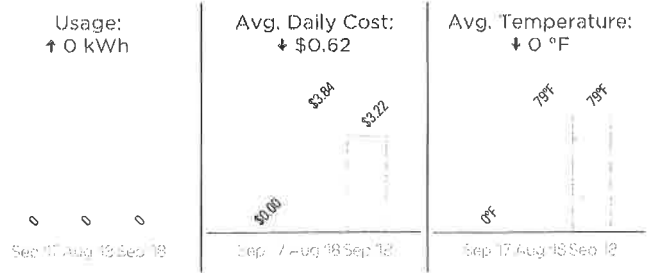 Usage:
↑ 0 kWh
0 0 0
Sep 17 Aug 18 Sep 18
Avg. Daily Cost:
↓ $0.62
$0.00 $3.84 $3.22
Sep 17 Aug 18 Sep 18
Avg. Temperature:
↓ 0 °F
0°F 79°F 79°F
Sep 17 Aug 18 Sep 18